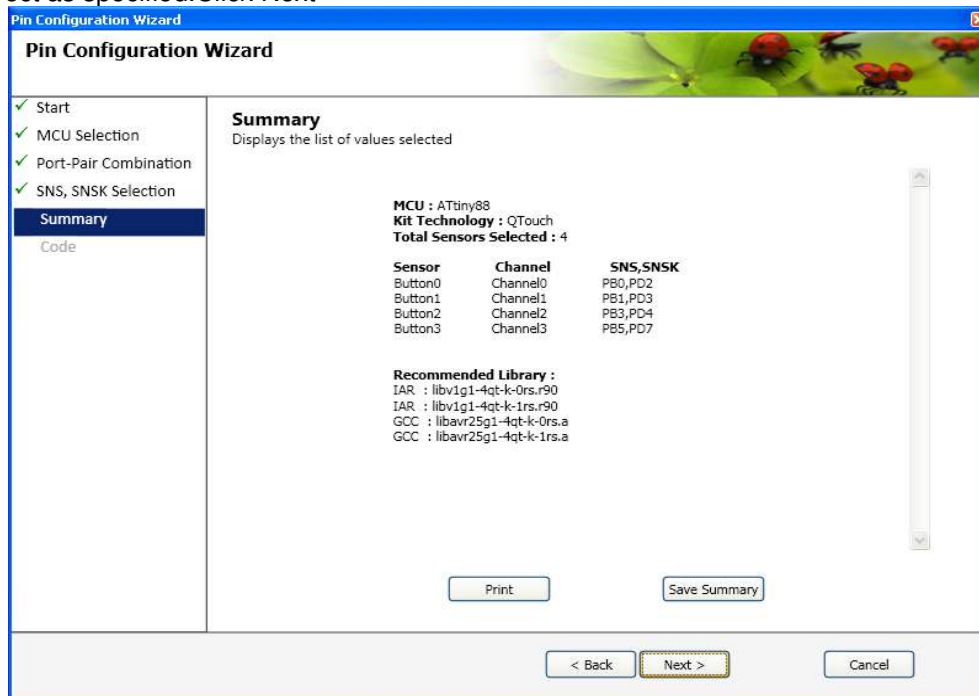 Pin Configuration Wizard
Pin Configuration Wizard
Start
MCU Selection
Port-Pair Combination
SNS, SNSK Selection
Summary
Code
Summary
Displays the list of values selected
MCU : ATtiny88
Kit Technology : QTouch
Total Sensors Selected : 4
Sensor Channel SNS,SNSK
Button0 Channel0 PB0,PD2
Button1 Channel1 PB1,PD3
Button2 Channel2 PB3,PD4
Button3 Channel3 PB5,PD7
Recommended Library :
IAR : libv1g1-4qt-k-0rs.r90
IAR : libv1g1-4qt-k-1rs.r90
GCC : libavr25g1-4qt-k-0rs.a
GCC : libavr25g1-4qt-k-1rs.a
Print Save Summary
< Back Next > Cancel